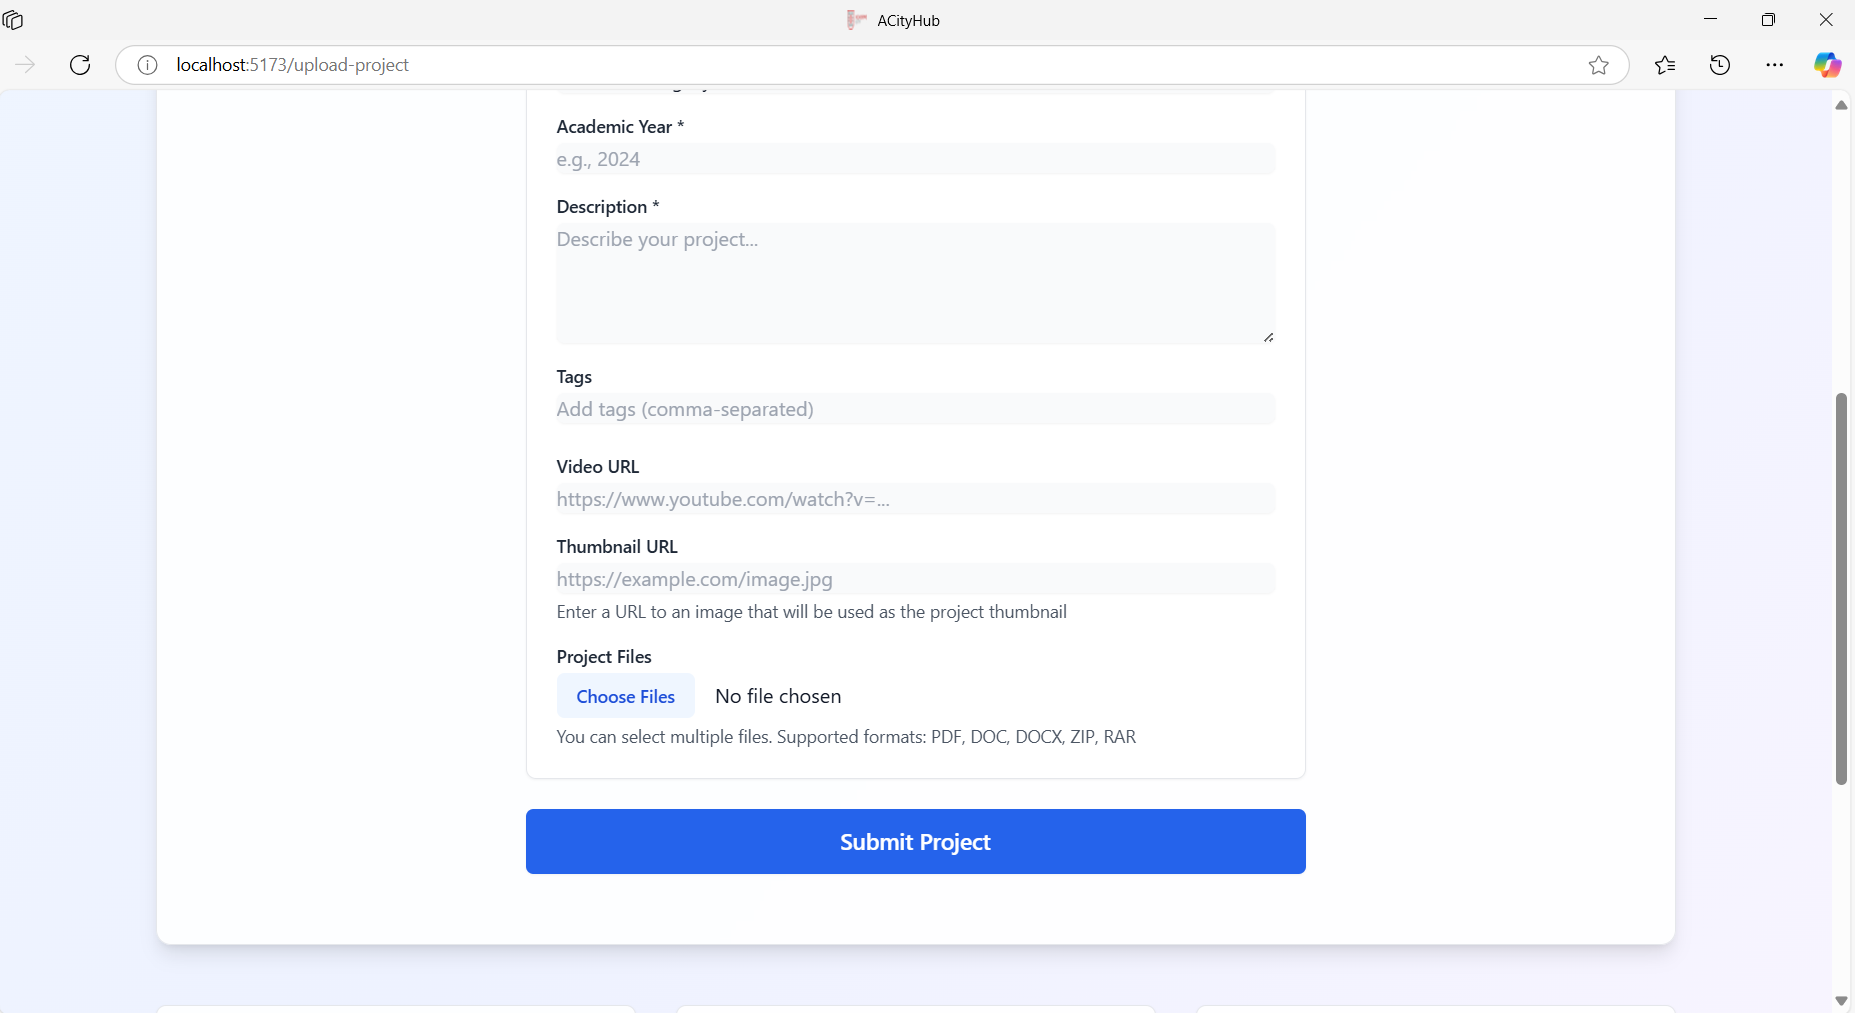 ACityHub
localhost:5173/upload-project
Academic Year *
e.g., 2024
Description *
Describe your project...
Tags
Add tags (comma-separated)
Video URL
https://www.youtube.com/watch?v=...
Thumbnail URL
https://example.com/image.jpg
Enter a URL to an image that will be used as the project thumbnail
Project Files
Choose Files No file chosen
You can select multiple files. Supported formats: PDF, DOC, DOCX, ZIP, RAR
Submit Project